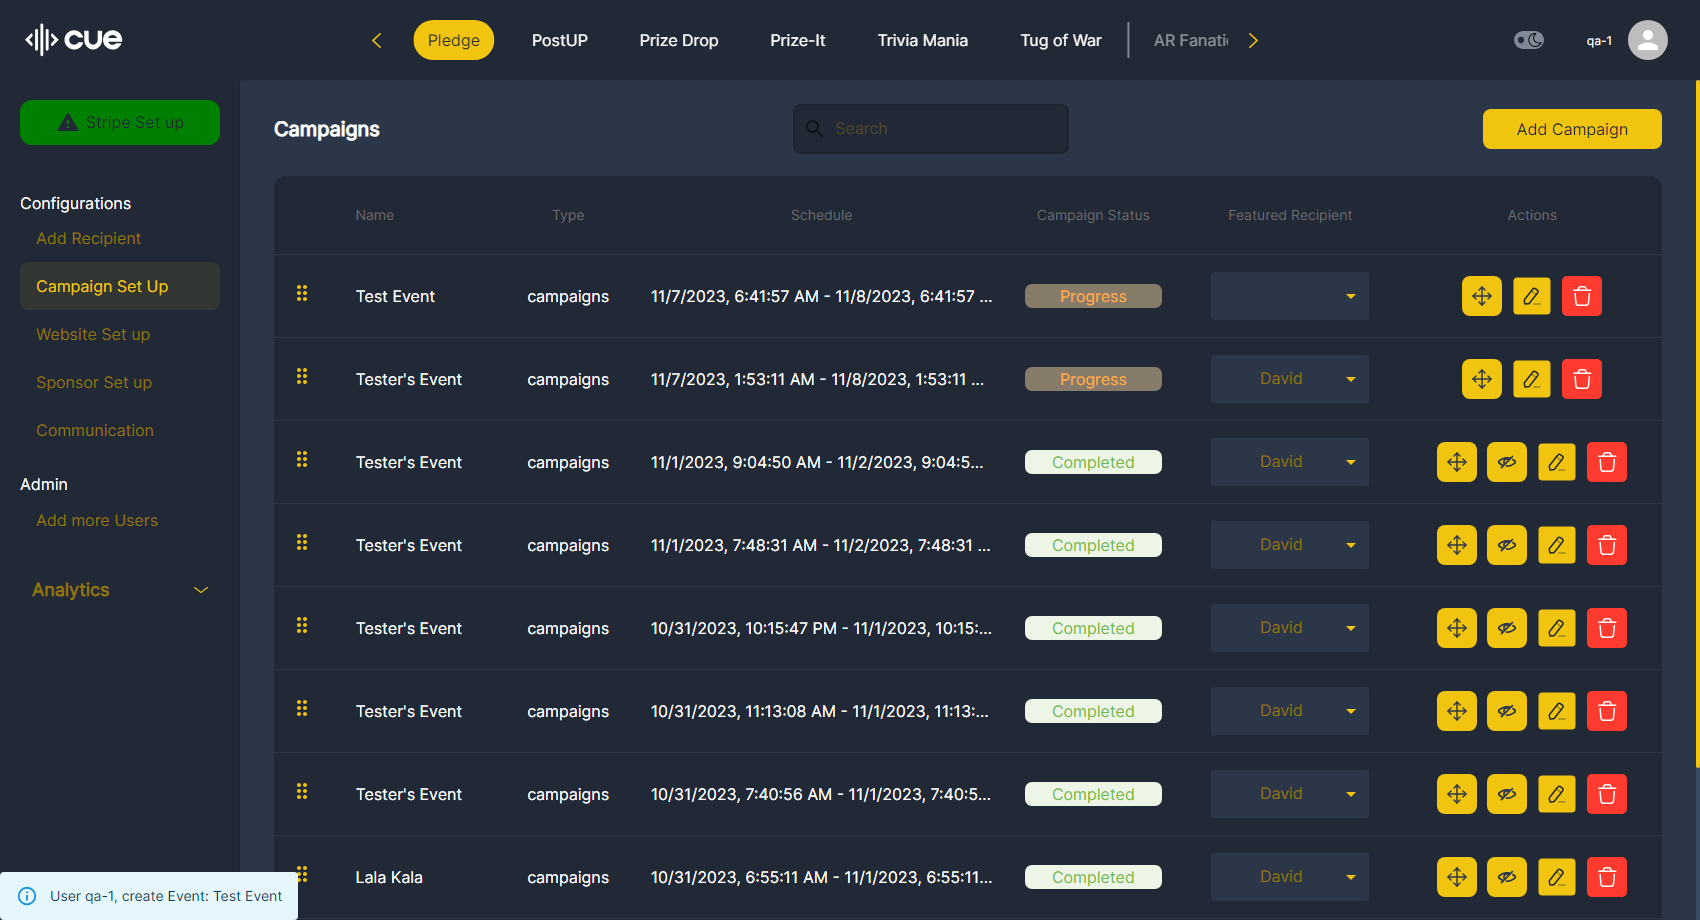 cue
Pledge
PostUP
Prize Drop
Prize-It
Trivia Mania
Tug of War
AR Fanati
qa-1
Stripe Set up
Configurations
Add Recipient
Campaign Set Up
Website Set up
Sponsor Set up
Communication
Admin
Add more Users
Analytics
Campaigns
Search
Add Campaign
Name Type Schedule Campaign Status Featured Recipient Actions
Test Event campaigns 11/7/2023, 6:41:57 AM - 11/8/2023, 6:41:57 ... Progress
Tester's Event campaigns 11/7/2023, 1:53:11 AM - 11/8/2023, 1:53:11 ... Progress David
Tester's Event campaigns 11/1/2023, 9:04:50 AM - 11/2/2023, 9:04:5... Completed David
Tester's Event campaigns 11/1/2023, 7:48:31 AM - 11/2/2023, 7:48:31 ... Completed David
Tester's Event campaigns 10/31/2023, 10:15:47 PM - 11/1/2023, 10:15:... Completed David
Tester's Event campaigns 10/31/2023, 11:13:08 AM - 11/1/2023, 11:13:... Completed David
Tester's Event campaigns 10/31/2023, 7:40:56 AM - 11/1/2023, 7:40:5... Completed David
Lala Kala campaigns 10/31/2023, 6:55:11 AM - 11/1/2023, 6:55:11... Completed David
User qa-1, create Event: Test Event